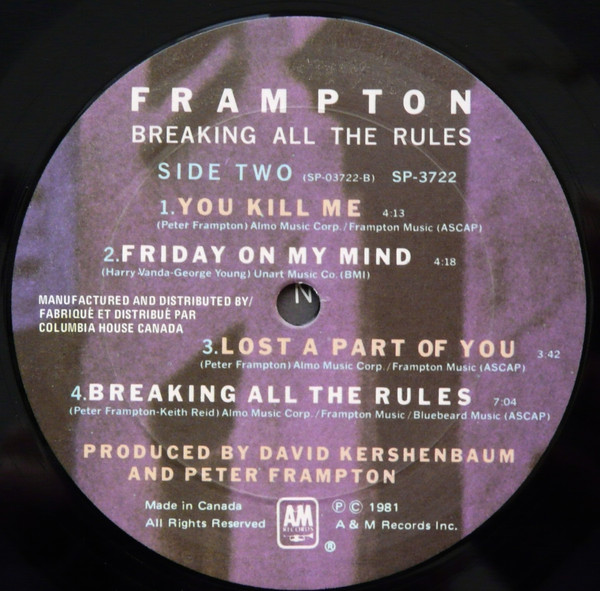 FRAMPTON
BREAKING ALL THE RULES
SIDE TWO (SP-03722-B) SP-3722
1.YOU KILL ME 4:13
(Peter Frampton) Almo Music Corp./Frampton Music (ASCAP)
2.FRIDAY ON MY MIND 4:18
(Harry Vanda-George Young) Unart Music Co. (BMI)
MANUFACTURED AND DISTRIBUTED BY/
FABRIQUÈ ET DISTRIBUÈ PAR
COLUMBIA HOUSE CANADA
N
3.LOST A PART OF YOU 3.42
(Peter Frampton) Almo Music Corp./Frampton Music (ASCAP)
4.BREAKING ALL THE RULES 7:04
(Peter Frampton-Keith Reid) Almo Music Corp./Frampton Music/Bluebeard Music (ASCAP)
PRODUCED BY DAVID KERSHENBAUM
AND PETER FRAMPTON
Made in Canada
All Rights Reserved
AM
RECORDS
®
Ⓟ © 1981
A & M Records Inc.